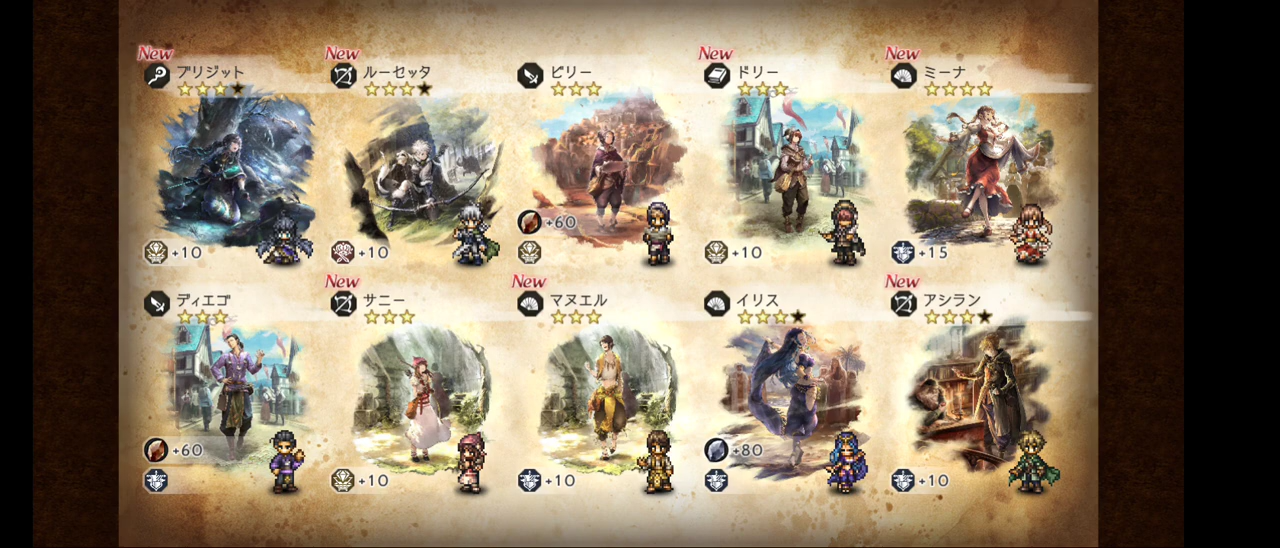 New
ブリジット
+10
New
ルーセッタ
+10
ビリー
+60
New
ドリー
+10
New
ミーナ
+15
ディエゴ
+60
New
サニー
+10
New
マヌエル
+10
イリス
+80
New
アシラン
+10